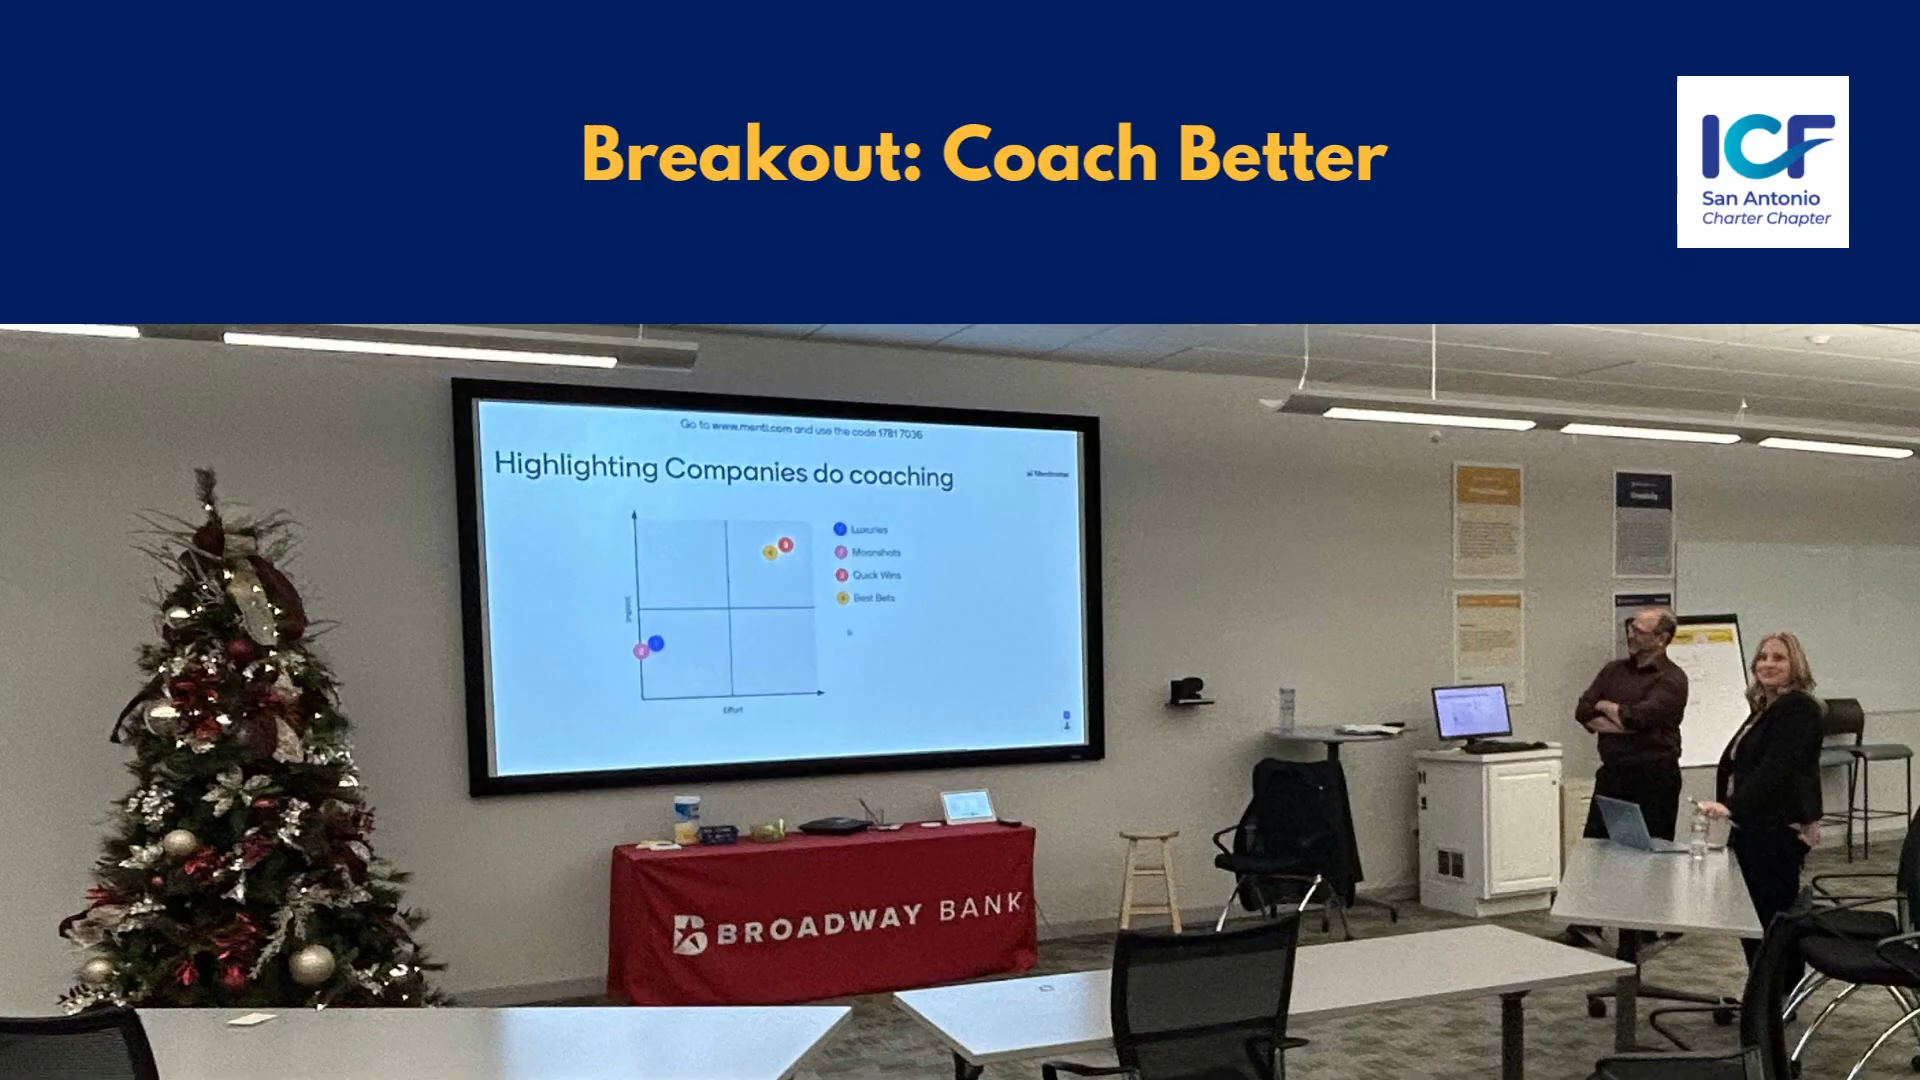 Breakout: Coach Better
ICF
San Antonio
Charter Chapter
Go to www.menti.com and use the code 1781 7036
Highlighting Companies do coaching
Mentimeter
Luxuries
Moonshots
Quick Wins
Best Bets
Impact
Effort
BROADWAY BANK